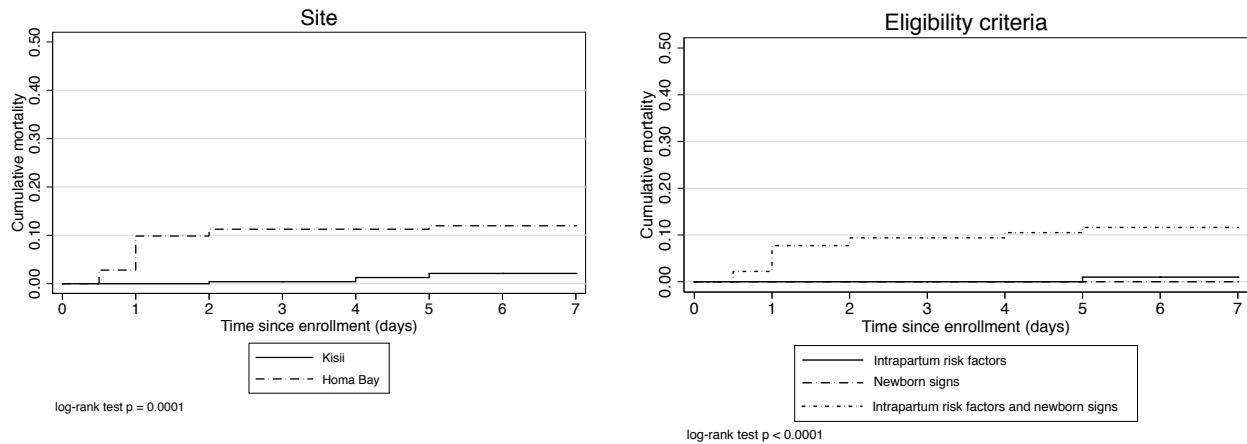 Site
0.50
0.40
0.30
0.20
0.10
0.00
Cumulative mortality
0 1 2 3 4 5 6 7
Time since enrollment (days)
Kisii
Homa Bay
log-rank test p = 0.0001
Eligibility criteria
0.50
0.40
0.30
0.20
0.10
0.00
Cumulative mortality
0 1 2 3 4 5 6 7
Time since enrollment (days)
Intrapartum risk factors
Newborn signs
Intrapartum risk factors and newborn signs
log-rank test p < 0.0001